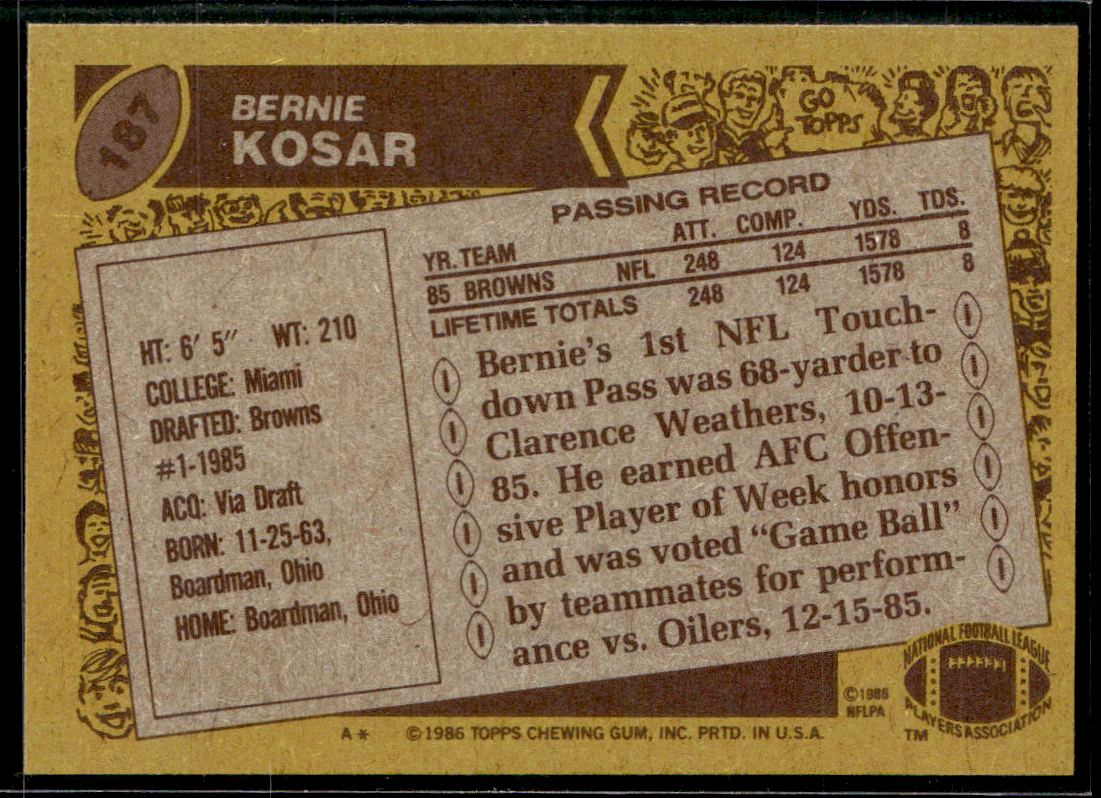 187
BERNIE
KOSAR
GO
TOPPS
PASSING RECORD
YR. TEAM ATT. COMP. YDS. TDS.
85 BROWNS NFL 248 124 1578 8
LIFETIME TOTALS 248 124 1578 8
HT: 6' 5" WT: 210
COLLEGE: Miami
DRAFTED: Browns
#1-1985
ACQ: Via Draft
BORN: 11-25-63,
Boardman, Ohio
HOME: Boardman, Ohio
Bernie's 1st NFL Touch-
down Pass was 68-yarder to
Clarence Weathers, 10-13-
85. He earned AFC Offen-
sive Player of Week honors
and was voted "Game Ball"
by teammates for perform-
ance vs. Oilers, 12-15-85.
©1986
NFLPA
NATIONAL FOOTBALL LEAGUE
PLAYERS ASSOCIATION
TM
A* ©1986 TOPPS CHEWING GUM, INC. PRTD. IN U.S.A.